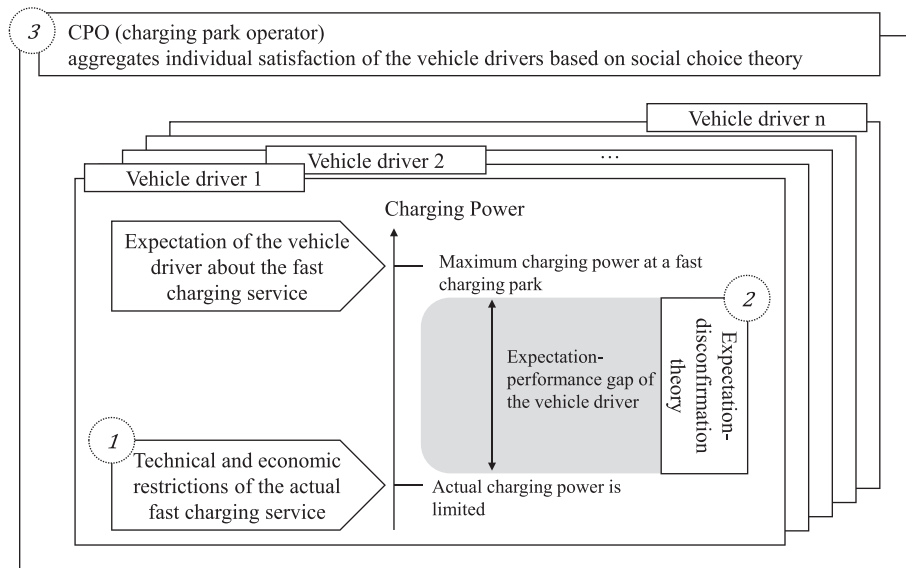 3
CPO (charging park operator)
aggregates individual satisfaction of the vehicle drivers based on social choice theory
Vehicle driver n
Vehicle driver 2
...
Vehicle driver 1
Charging Power
Expectation of the vehicle
driver about the fast
charging service
Maximum charging power at a fast
charging park
2
Expectation-
disconfirmation
theory
Expectation-
performance gap of
the vehicle driver
1
Technical and economic
restrictions of the actual
fast charging service
Actual charging power is
limited